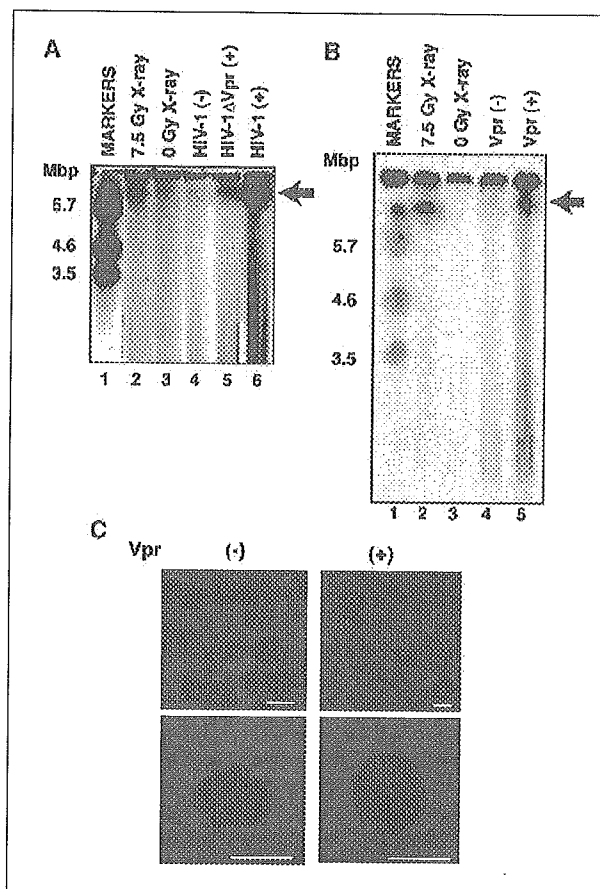 A
MARKERS
7.5 Gy X-ray
0 Gy X-ray
HIV-1 (-)
HIV-1ΔVpr (+)
HIV-1 (+)
Mbp
5.7
4.6
3.5
1 2 3 4 5 6
B
MARKERS
7.5 Gy X-ray
0 Gy X-ray
Vpr (-)
Vpr (+)
Mbp
5.7
4.6
3.5
1 2 3 4 5
C
Vpr (-) (+)